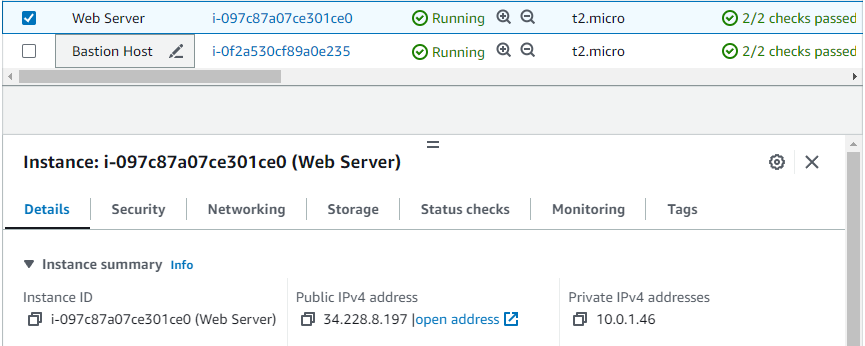 Web Server i-097c87a07ce301ce0 Running t2.micro 2/2 checks passed
Bastion Host i-0f2a530cf89a0e235 Running t2.micro 2/2 checks passed
Instance: i-097c87a07ce301ce0 (Web Server)
Details Security Networking Storage Status checks Monitoring Tags
Instance summary Info
Instance ID Public IPv4 address Private IPv4 addresses
i-097c87a07ce301ce0 (Web Server) 34.228.8.197 |open address 10.0.1.46